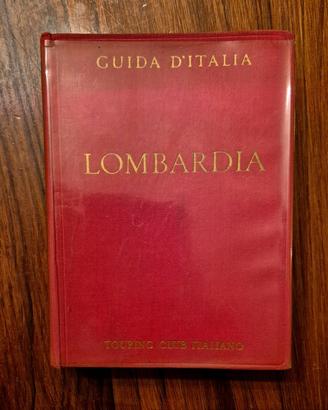 GUIDA D'ITALIA
LOMBARDIA
TOURING CLUB ITALIANO